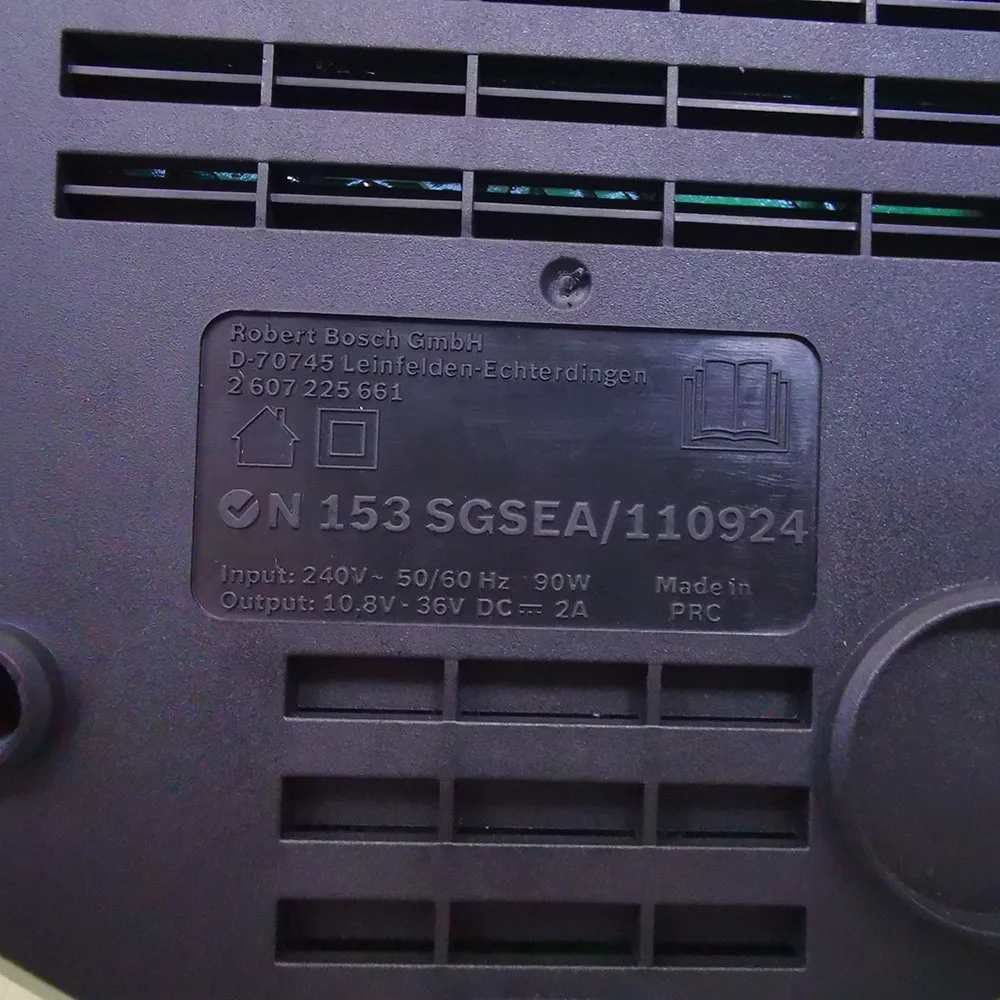 Robert Bosch GmbH
D-70745 Leinfelden-Echterdingen
2 607 225 661
N 153 SGSEA/110924
Input: 240V~ 50/60 Hz 90W
Output: 10.8V - 36V DC ⎓ 2A
Made in
PRC